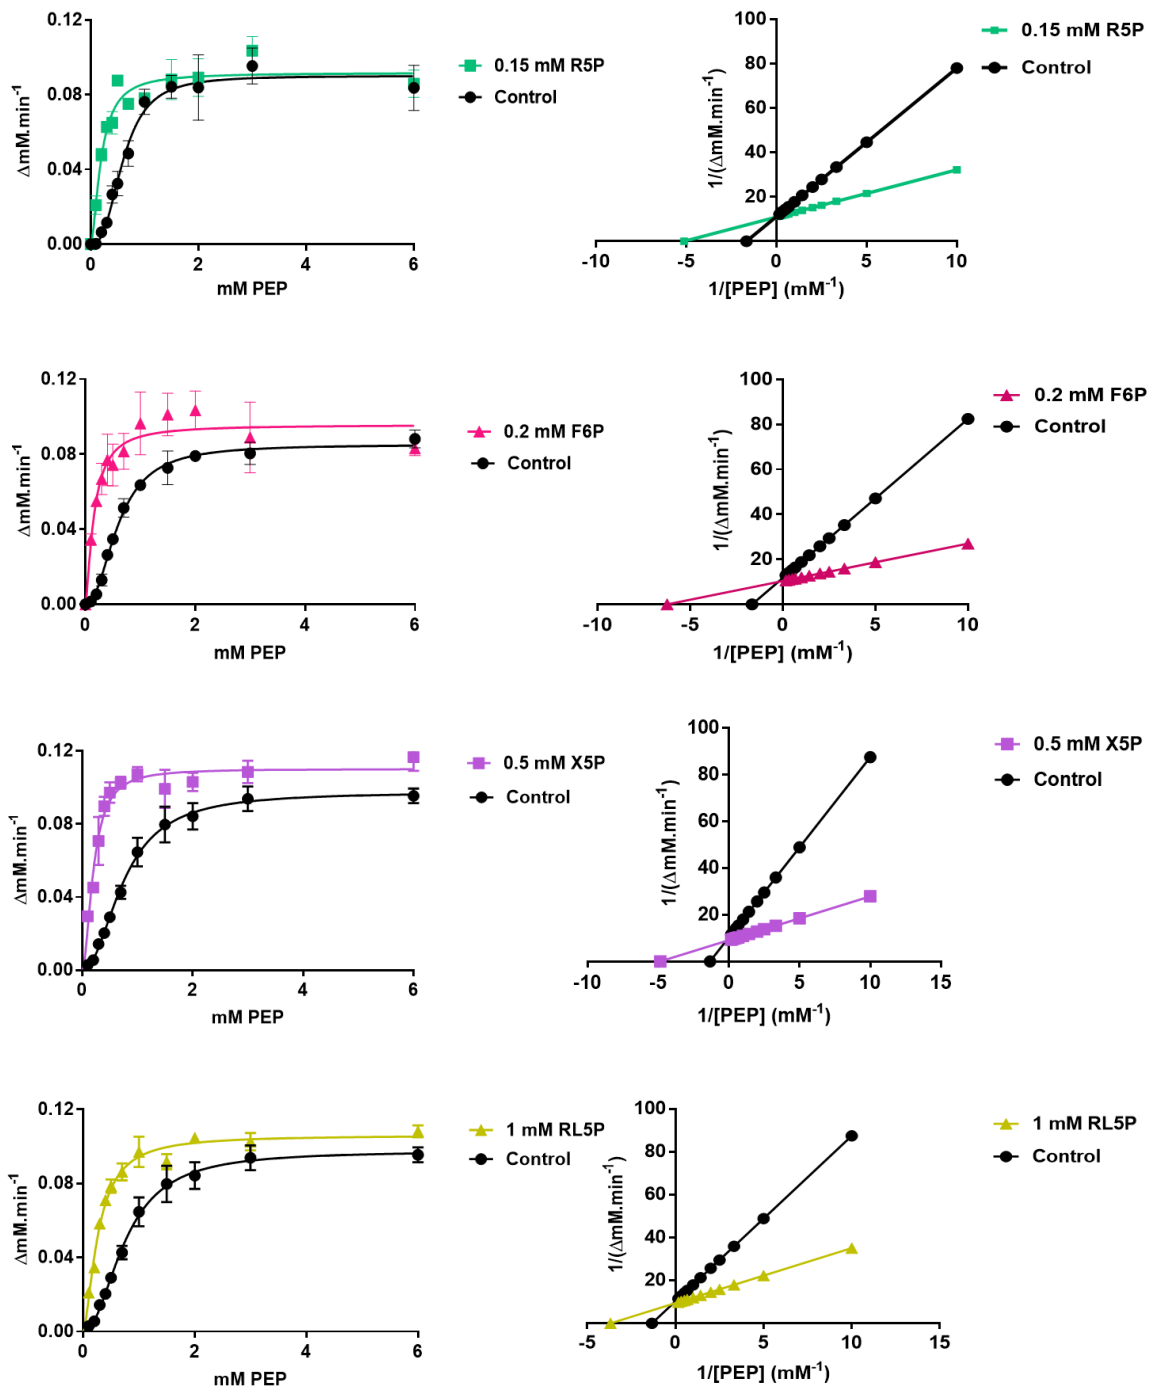 0.12
0.08
0.04
0.00
0 2 4 6
ΔmM.min-1
mM PEP
0.15 mM R5P
Control
100
80
60
40
20
-10 -5 0 5 10
1/(ΔmM.min-1)
1/[PEP] (mM-1)
0.15 mM R5P
Control
0.12
0.08
0.04
0.00
0 2 4 6
ΔmM.min-1
mM PEP
0.2 mM F6P
Control
100
80
60
40
20
-10 -5 0 5 10
1/(ΔmM.min-1)
1/[PEP] (mM-1)
0.2 mM F6P
Control
0.12
0.08
0.04
0.00
0 2 4 6
ΔmM.min-1
mM PEP
0.5 mM X5P
Control
100
80
60
40
20
-10 -5 0 5 10 15
1/(ΔmM.min-1)
1/[PEP] (mM-1)
0.5 mM X5P
Control
0.12
0.08
0.04
0.00
0 2 4 6
ΔmM.min-1
mM PEP
1 mM RL5P
Control
100
80
60
40
20
-5 0 5 10 15
1/(ΔmM.min-1)
1/[PEP] (mM-1)
1 mM RL5P
Control